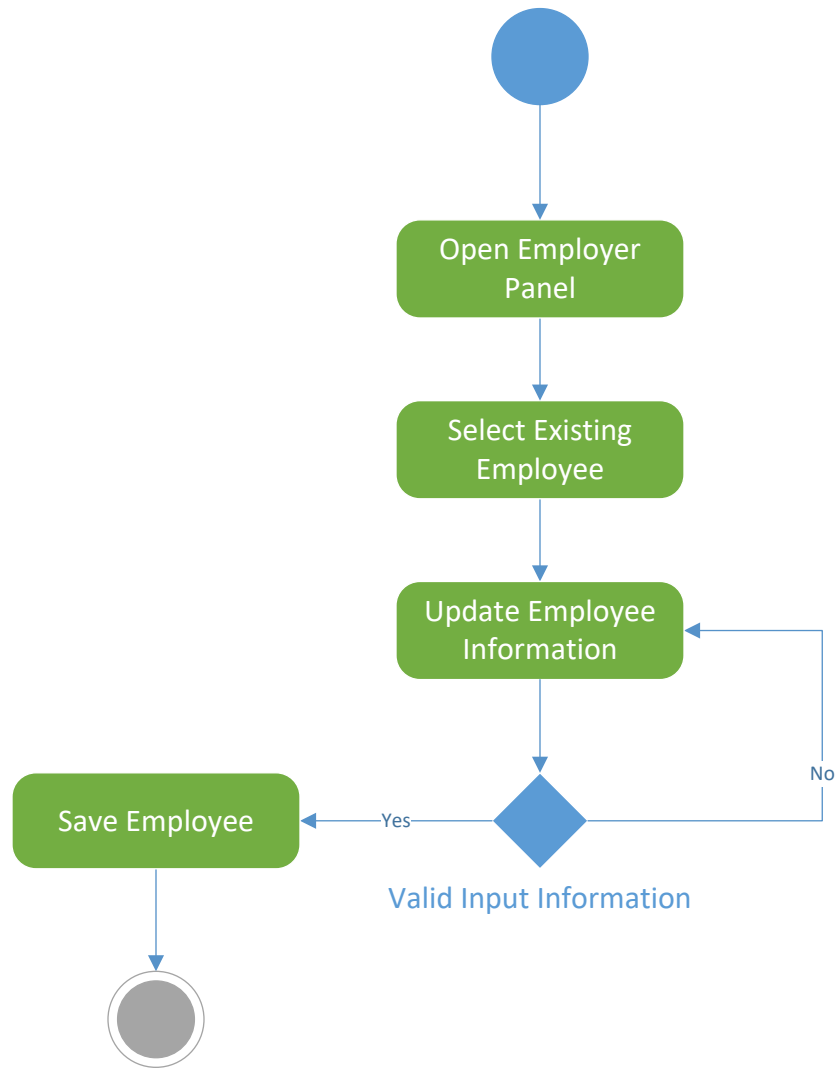 Open Employer
Panel
Select Existing
Employee
Update Employee
Information
No
Save Employee
Yes
Valid Input Information